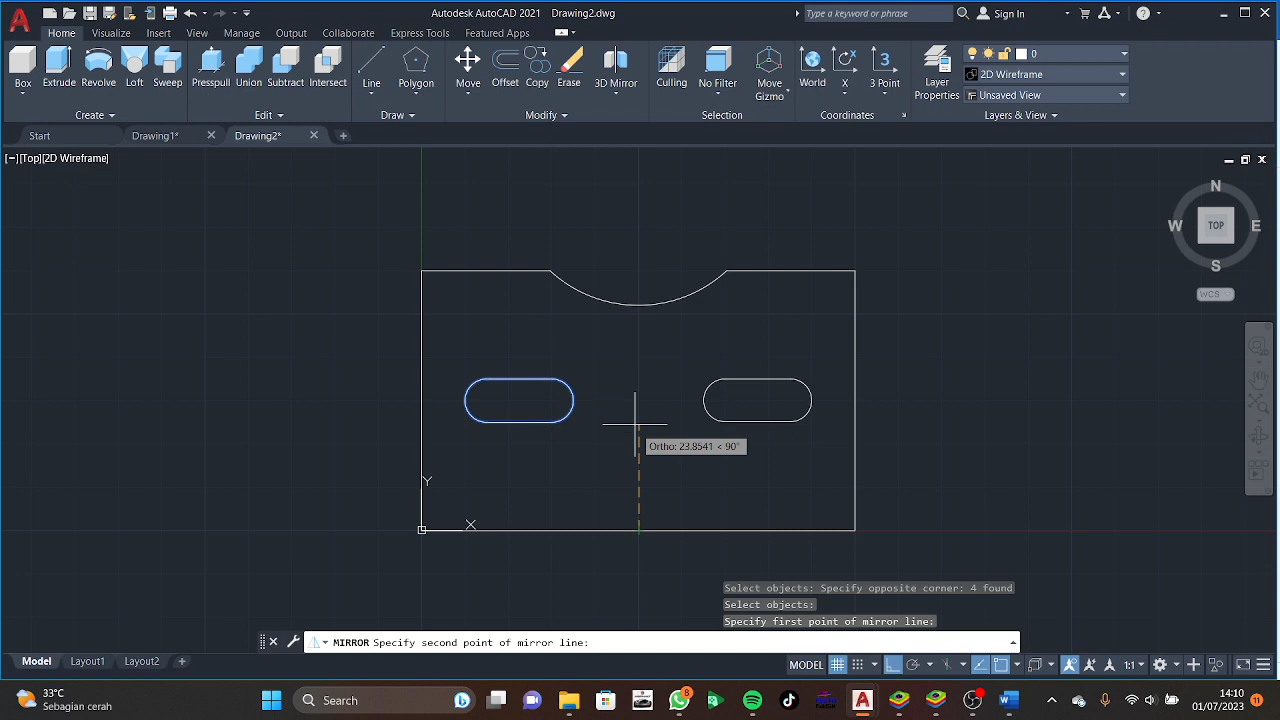 Autodesk AutoCAD 2021 Drawing2.dwg
Type a keyword or phrase
Sign In
Home Visualize Insert View Manage Output Collaborate Express Tools Featured Apps
Box Extrude Revolve Loft Sweep Presspull Union Subtract Intersect Line Polygon Move Offset Copy Erase 3D Mirror Culling No Filter Move Gizmo World X 3 Point Layer Properties
0
2D Wireframe
Unsaved View
Create Edit Draw Modify Selection Coordinates Layers & View
Start Drawing1* Drawing2*
[−][Top][2D Wireframe]
N
W TOP E
S
WCS
Ortho: 23.8541 < 90°
Y
X
Select objects: Specify opposite corner: 4 found
Select objects:
Specify first point of mirror line:
MIRROR Specify second point of mirror line:
Model Layout1 Layout2 +
MODEL 1:1
33°C
Sebagian cerah
Search
8
14:10
01/07/2023
11